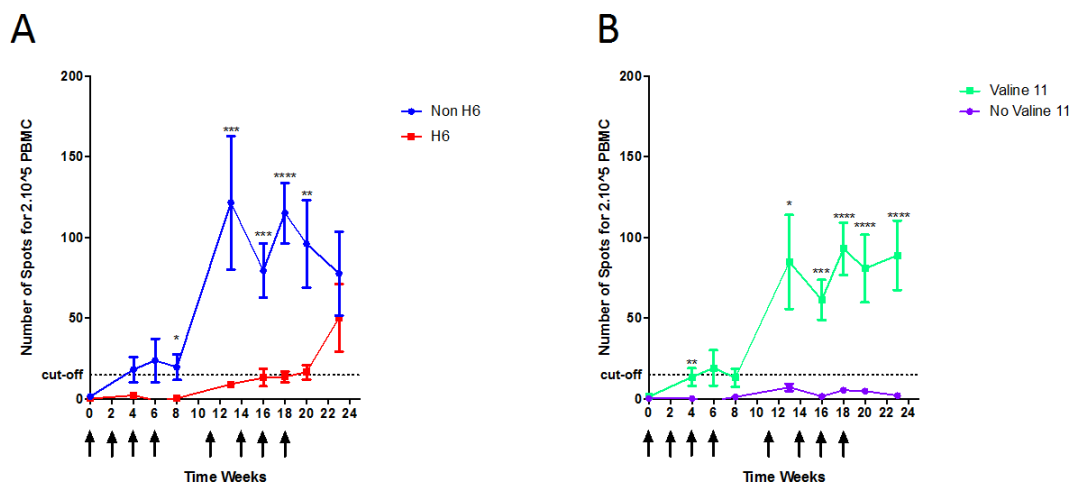 A
200
150
100
50
cut-off
0
Number of Spots for 2.10^5 PBMC
***
***
****
**
*
0 2 4 6 8 10 12 14 16 18 20 22 24
Time Weeks
Non H6
H6
B
200
150
100
50
cut-off
0
Number of Spots for 2.10^5 PBMC
**
*
***
****
****
****
0 2 4 6 8 10 12 14 16 18 20 22 24
Time Weeks
Valine 11
No Valine 11